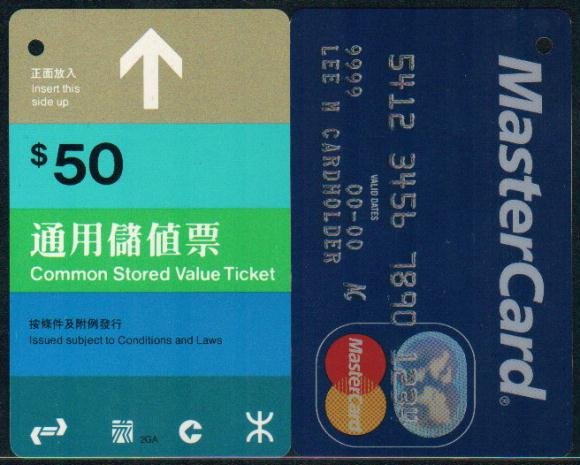 正面放入
Insert this
side up
$50
通用儲值票
Common Stored Value Ticket
按條件及附例發行
Issued subject to Conditions and Laws
2GA
MasterCard®
5412 3456 7890 1234
VALID DATES
9999 00-00
LEE M CARDHOLDER
MasterCard